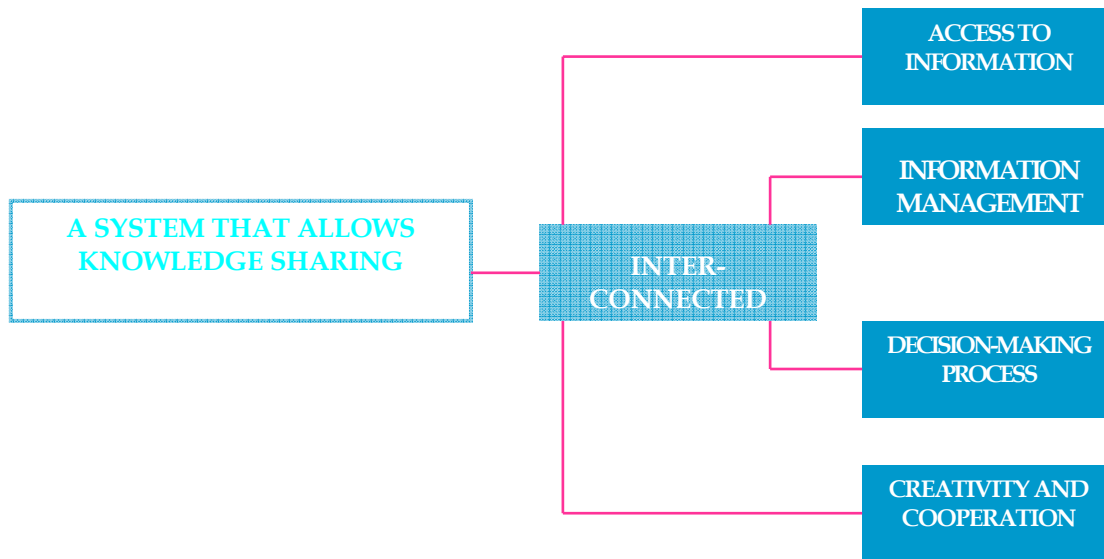 A SYSTEM THAT ALLOWS
KNOWLEDGE SHARING
INTER-
CONNECTED
ACCESS TO
INFORMATION
INFORMATION
MANAGEMENT
DECISION-MAKING
PROCESS
CREATIVITY AND
COOPERATION